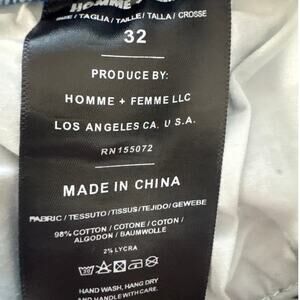 HOMME
SIZE / TAGLIA / TAILLE / TALLA / CROSSE
32
PRODUCE BY:
HOMME + FEMME LLC
LOS ANGELES CA, U.S.A.
RN155072
MADE IN CHINA
FABRIC / TESSUTO / TISSUS / TEJIDO / GEWEBE
98% COTTON / COTONE / COTON /
ALGODON / BAUMWOLLE
2% LYCRA
HAND WASH, HANG DRY
AND HANDLE WITH CARE.